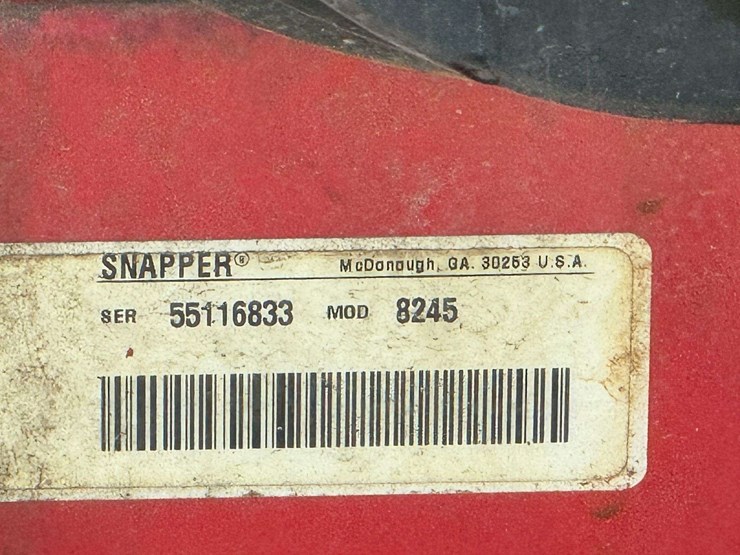 SNAPPER® McDonough, GA. 30253 U.S.A.
SER 55116833 MOD 8245